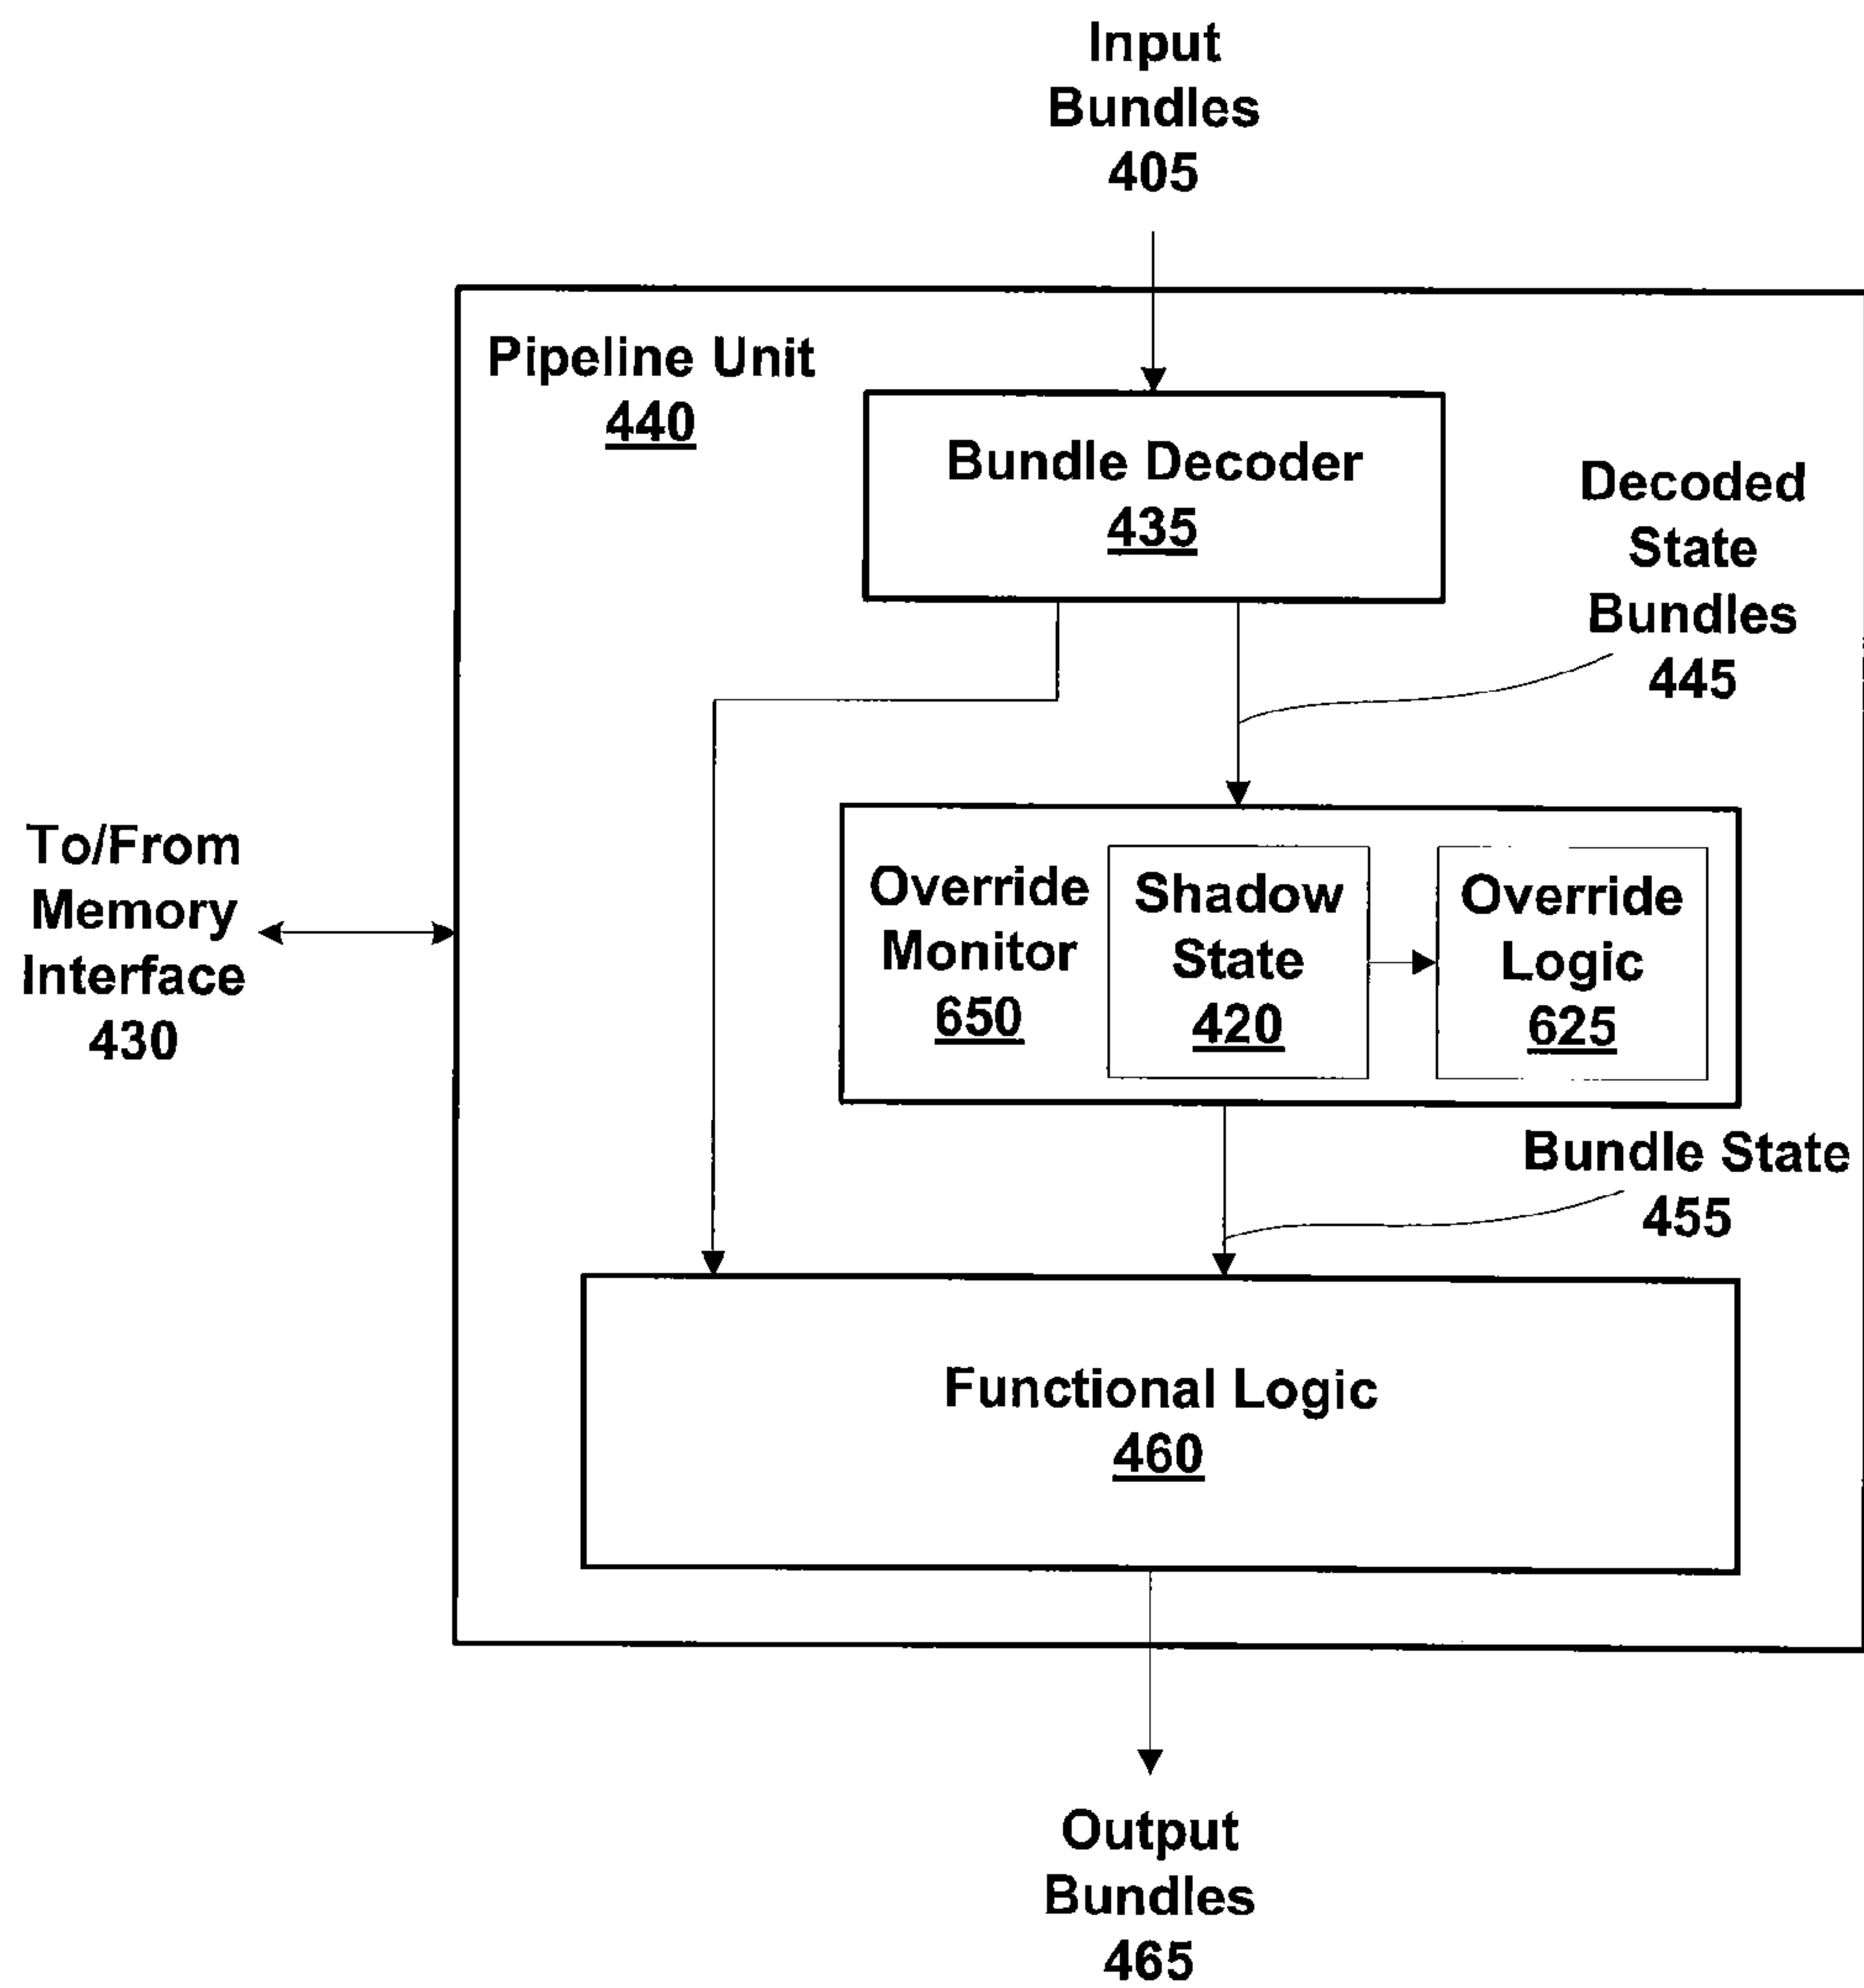 Input
Bundles
405
Pipeline Unit
440
Bundle Decoder
435
Decoded
State
Bundles
445
To/From
Memory
Interface
430
Override
Monitor
650
Shadow
State
420
Override
Logic
625
Bundle State
455
Functional Logic
460
Output
Bundles
465